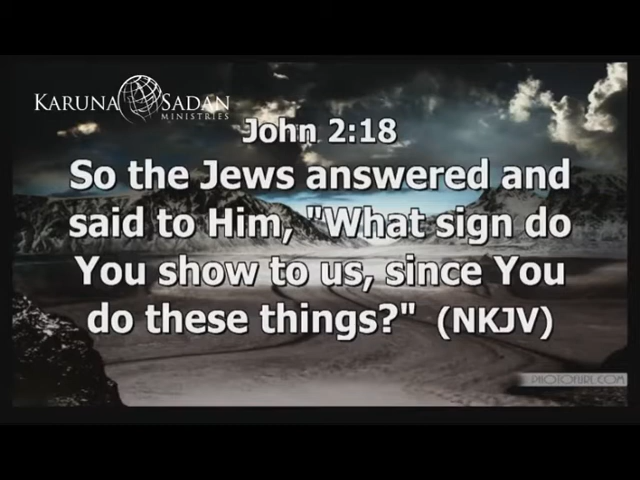 KARUNA SADAN
MINISTRIES
John 2:18
So the Jews answered and
said to Him, "What sign do
You show to us, since You
do these things?" (NKJV)
PHOTOFURE.COM